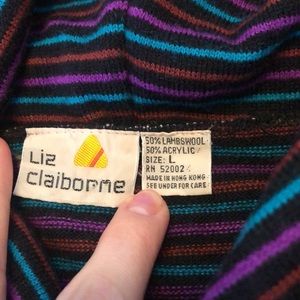 Liz
claiborne
50% LAMBSWOOL
50% ACRYLIC
SIZE: L
RN 52002
MADE IN HONG KONG
SEE UNDER FOR CARE